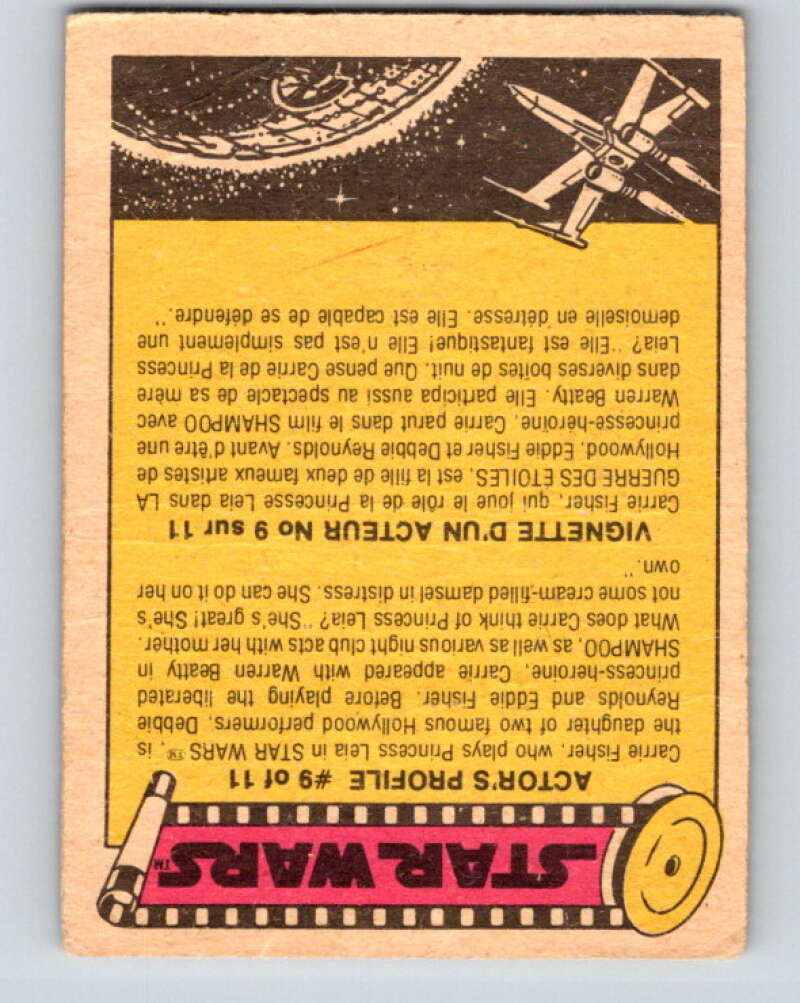 STAR WARS™
ACTOR'S PROFILE #9 of 11
Carrie Fisher, who plays Princess Leia in STAR WARS™, is
the daughter of two famous Hollywood performers, Debbie
Reynolds and Eddie Fisher. Before playing the liberated
princess-heroine, Carrie appeared with Warren Beatty in
SHAMPOO, as well as various night club acts with her mother.
What does Carrie think of Princess Leia? "She's great! She's
not some cream-filled damsel in distress. She can do it on her
own."
VIGNETTE D'UN ACTEUR No 9 sur 11
Carrie Fisher, qui joue le rôle de la Princesse Leia dans LA
GUERRE DES ÉTOILES, est la fille de deux fameux artistes de
Hollywood, Eddie Fisher et Debbie Reynolds. Avant d'être une
princesse-héroïne, Carrie parut dans le film SHAMPOO avec
Warren Beatty. Elle participa aussi au spectacle de sa mère
dans diverses boîtes de nuit. Que pense Carrie de la Princess
Leia? "Elle est fantastique! Elle n'est pas simplement une
demoiselle en détresse. Elle est capable de se défendre."